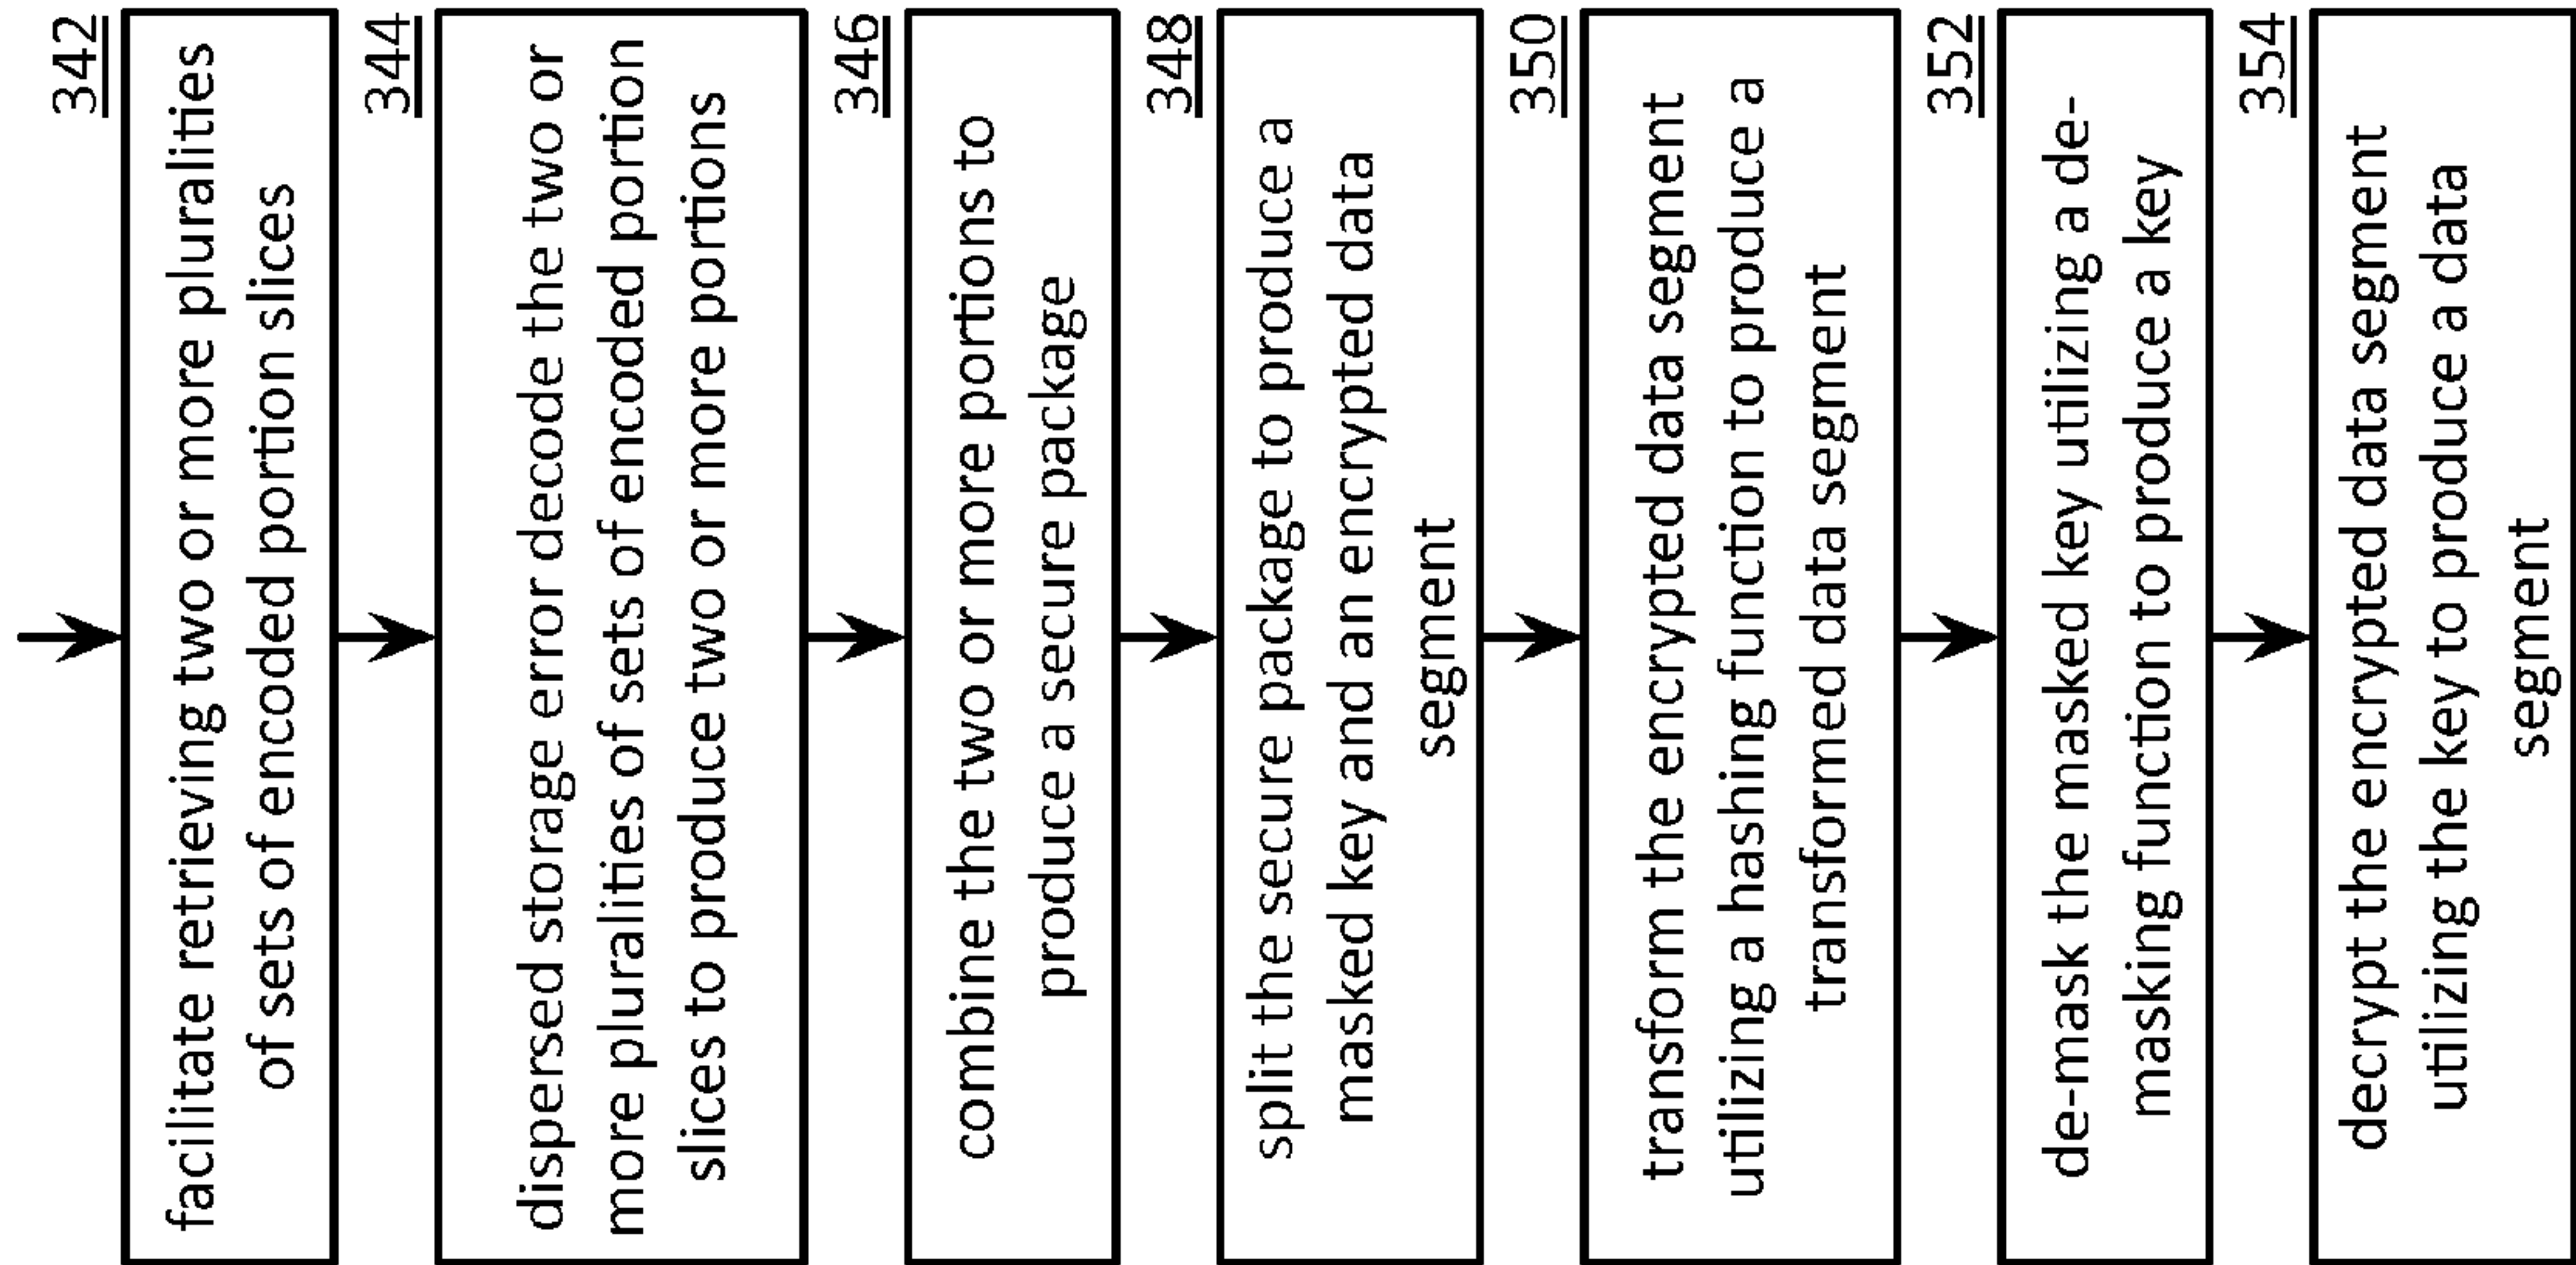 342
facilitate retrieving two or more pluralities
of sets of encoded portion slices
344
dispersed storage error decode the two or
more pluralities of sets of encoded portion
slices to produce two or more portions
346
combine the two or more portions to
produce a secure package
348
split the secure package to produce a
masked key and an encrypted data
segment
350
transform the encrypted data segment
utilizing a hashing function to produce a
transformed data segment
352
de-mask the masked key utilizing a de-
masking function to produce a key
354
decrypt the encrypted data segment
utilizing the key to produce a data
segment